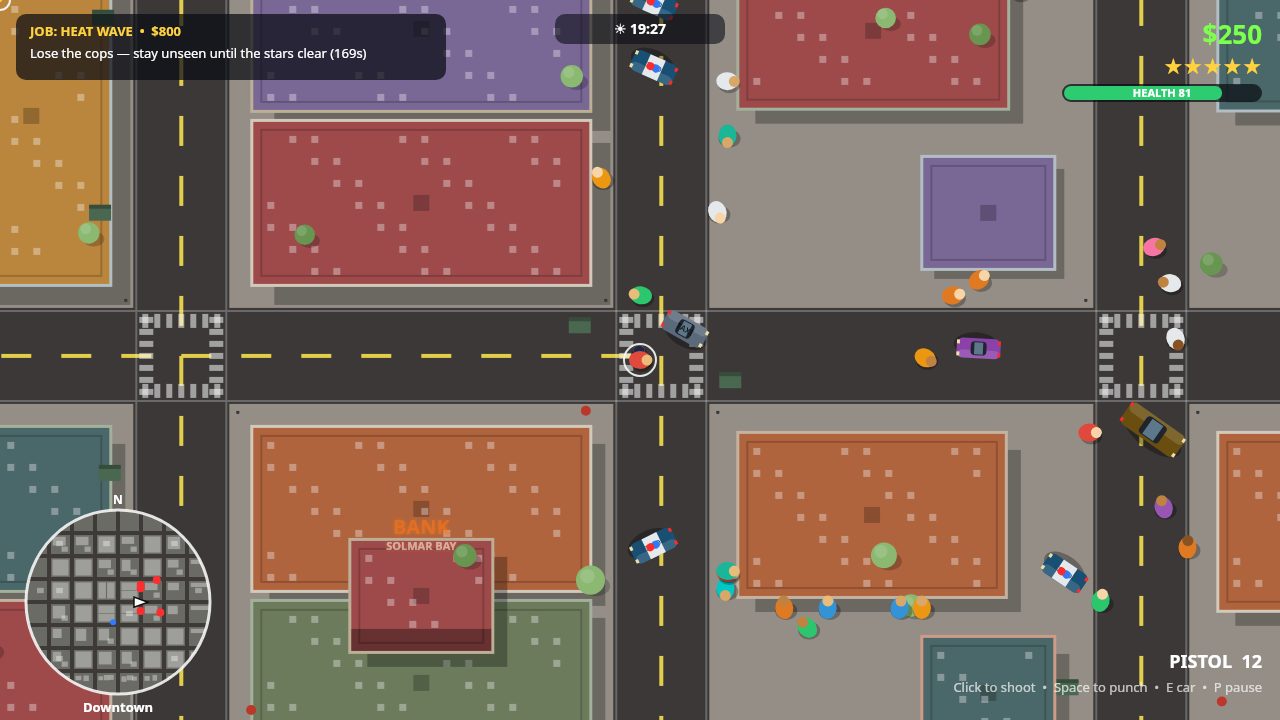 JOB: HEAT WAVE • $800
Lose the cops — stay unseen until the stars clear (169s)
☀ 19:27
$250
★★★★★
HEALTH 81
BANK
SOLMAR BAY
N
Downtown
PISTOL 12
Click to shoot • Space to punch • E car • P pause